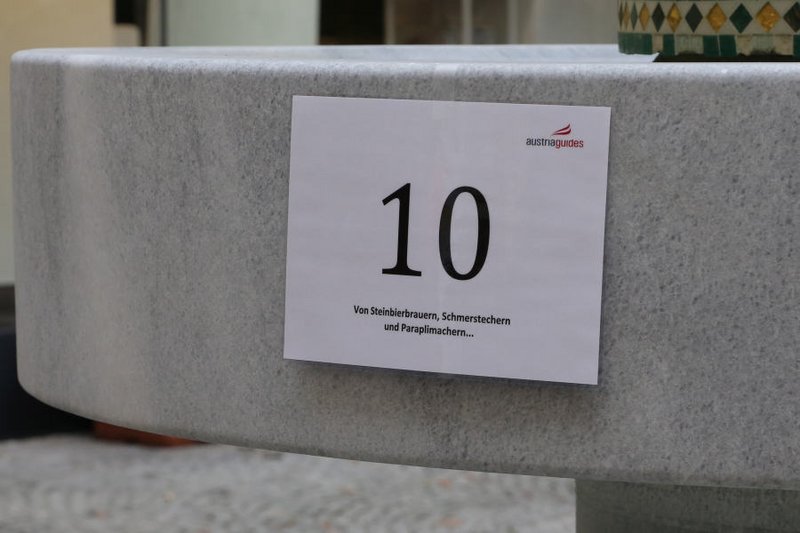 austriaguides
10
Von Steinbierbrauern, Schmerstechern
und Paraplimachern...